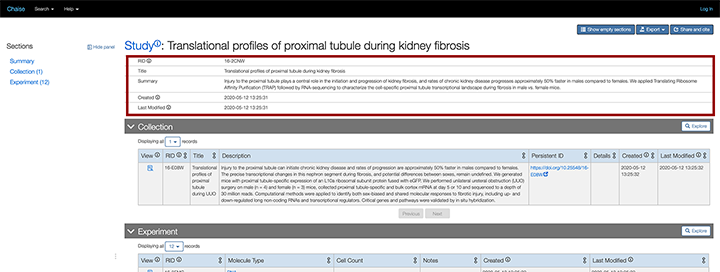 Chaise Search Help Log In
Show empty sections Export Share and cite
Sections Hide panel
Summary
Collection (1)
Experiment (12)
Study: Translational profiles of proximal tubule during kidney fibrosis
RID 16-2CNW
Title Translational profiles of proximal tubule during kidney fibrosis
Summary Injury to the proximal tubule plays a central role in the initiation and progression of kidney fibrosis, and rates of chronic kidney disease progresses approximately 50% faster in males compared to females. We applied Translating Ribosome
Affinity Purification (TRAP) followed by RNA-sequencing to characterize the cell-specific proximal tubule transcriptional landscape during fibrosis in male vs. female mice.
Created 2020-05-12 13:25:31
Last Modified 2020-05-12 13:25:31
Collection Explore
Displaying all 1 records
View RID Title Description Persistent ID Details Created Last Modified
16-ED8W Translational Injury to the proximal tubule can initiate chronic kidney disease and rates of progression are approximately 50% faster in males compared to females. https://doi.org/10.25548/16- 2020-05-12 2020-05-12 13:25:32
profiles of The precise transcriptional changes in the nephron segment during fibrosis, and potential differences between sexes, remain undefined. We generated ED8W 13:25:32
proximal mice with proximal tubule-specific expression of an L10a ribosomal subunit protein fused with eGFP. We performed unilateral ureteral obstruction (UUO)
tubule surgery on male (n = 4) and female (n = 3) mice, collected proximal tubule-specific and bulk cortex mRNA at day 5 or 10 and sequenced to a depth of
during UUO 30 million reads. Computational methods were applied to identify both sex-biased and shared molecular responses to fibrotic injury, including up- and
down-regulated long non-coding RNAs and transcriptional regulators. Critical genes and pathways were validated by in situ hybridization.
Previous Next
Experiment Explore
Displaying all 12 records
View RID Molecule Type Cell Count Notes Created Last Modified